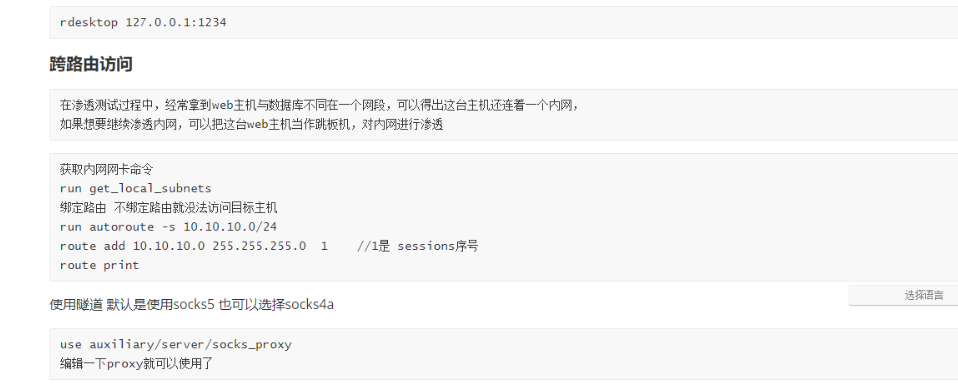 rdesktop 127.0.0.1:1234
跨路由访问
在渗透测试过程中，经常拿到web主机与数据库不同在一个网段，可以得出这台主机还连着一个内网，
如果想要继续渗透内网，可以把这台web主机当作跳板机，对内网进行渗透
获取内网网卡命令
run get_local_subnets
绑定路由 不绑定路由就没法访问目标主机
run autoroute -s 10.10.10.0/24
route add 10.10.10.0 255.255.255.0  1    //1是 sessions序号
route print
使用隧道 默认是使用socks5 也可以选择socks4a
选择语言
use auxiliary/server/socks_proxy
编辑一下proxy就可以使用了